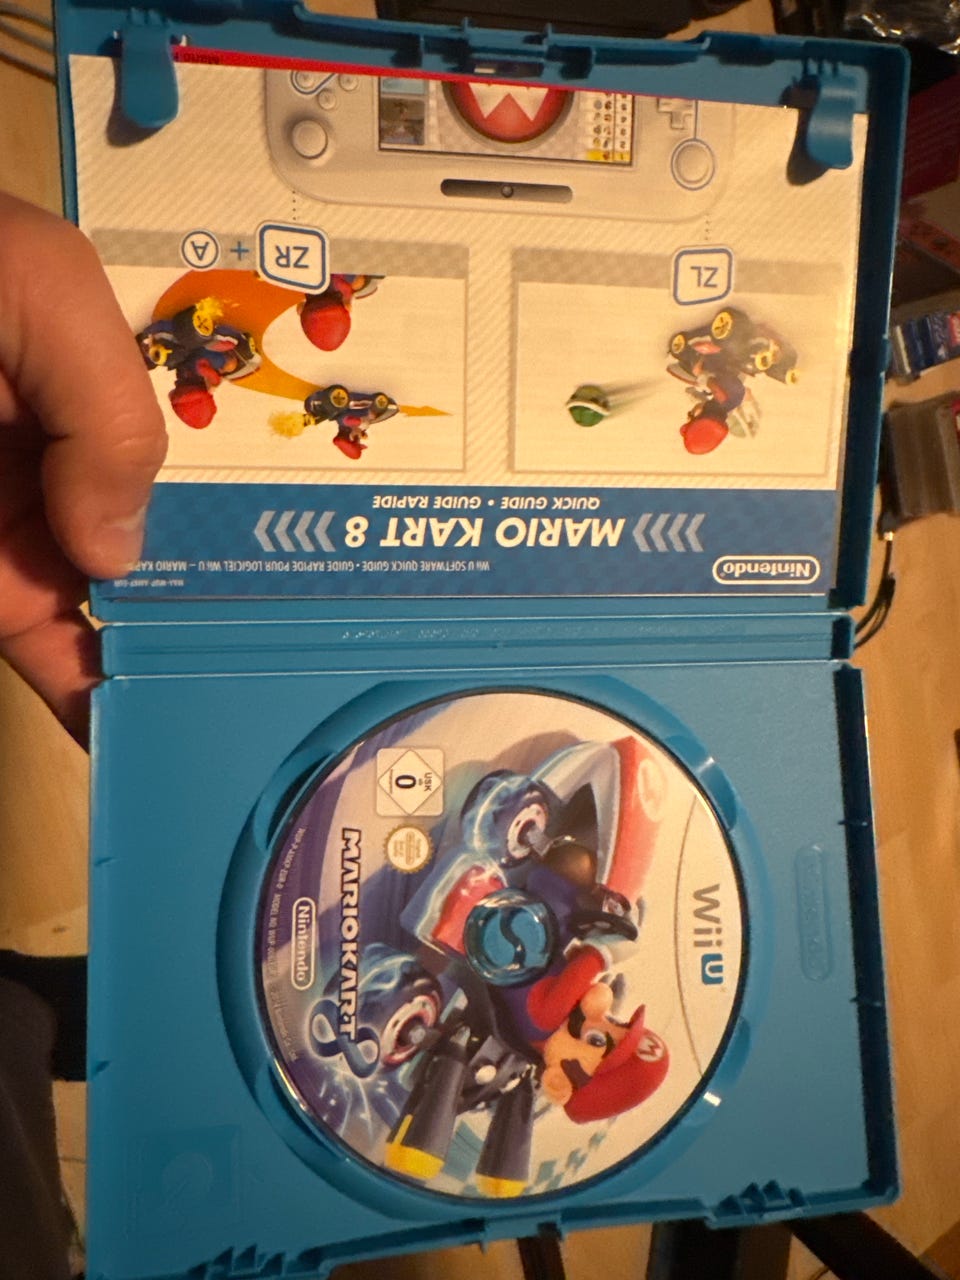 Nintendo
Wii U SOFTWARE QUICK GUIDE • GUIDE RAPIDE POUR LOGICIEL Wii U – MARIO KART
MARIO KART 8
QUICK GUIDE • GUIDE RAPIDE
ZL
ZR + A
Wii U
MARIOKART 8
Nintendo
USK
0